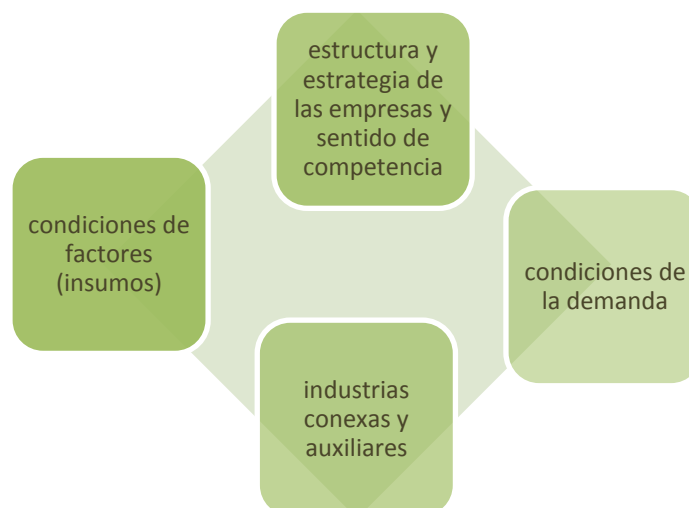 estructura y
estrategia de
las empresas y
sentido de
competencia
condiciones de
factores
(insumos)
condiciones de
la demanda
industrias
conexas y
auxiliares